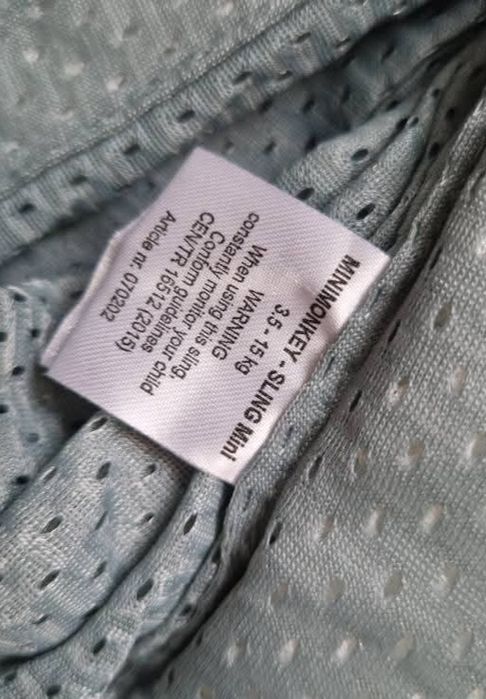 MINIMONKEY - SLING Mini
3.5 - 15 kg
WARNING
When using this sling,
constantly monitor your child
Conform guidelines
CEN/TR 16512 (2015)
Article nr. 070202